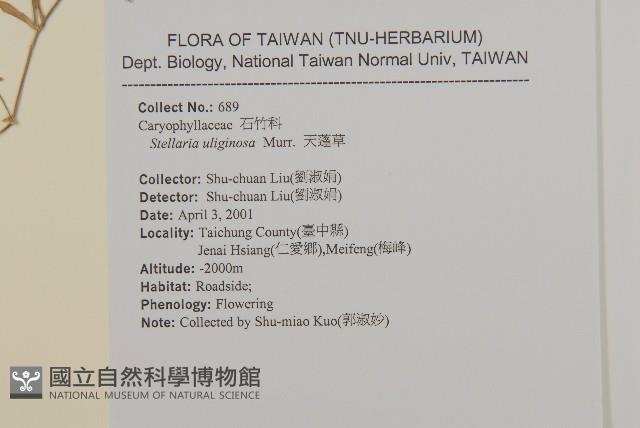 FLORA OF TAIWAN (TNU-HERBARIUM)
Dept. Biology, National Taiwan Normal Univ, TAIWAN
Collect No.: 689
Caryophyllaceae 石竹科
Stellaria uliginosa Murr. 天蓬草
Collector: Shu-chuan Liu(劉淑娟)
Detector: Shu-chuan Liu(劉淑娟)
Date: April 3, 2001
Locality: Taichung County(臺中縣)
Jenai Hsiang(仁愛鄉),Meifeng(梅峰)
Altitude: -2000m
Habitat: Roadside;
Phenology: Flowering
Note: Collected by Shu-miao Kuo(郭淑妙)
國立自然科學博物館
NATIONAL MUSEUM OF NATURAL SCIENCE